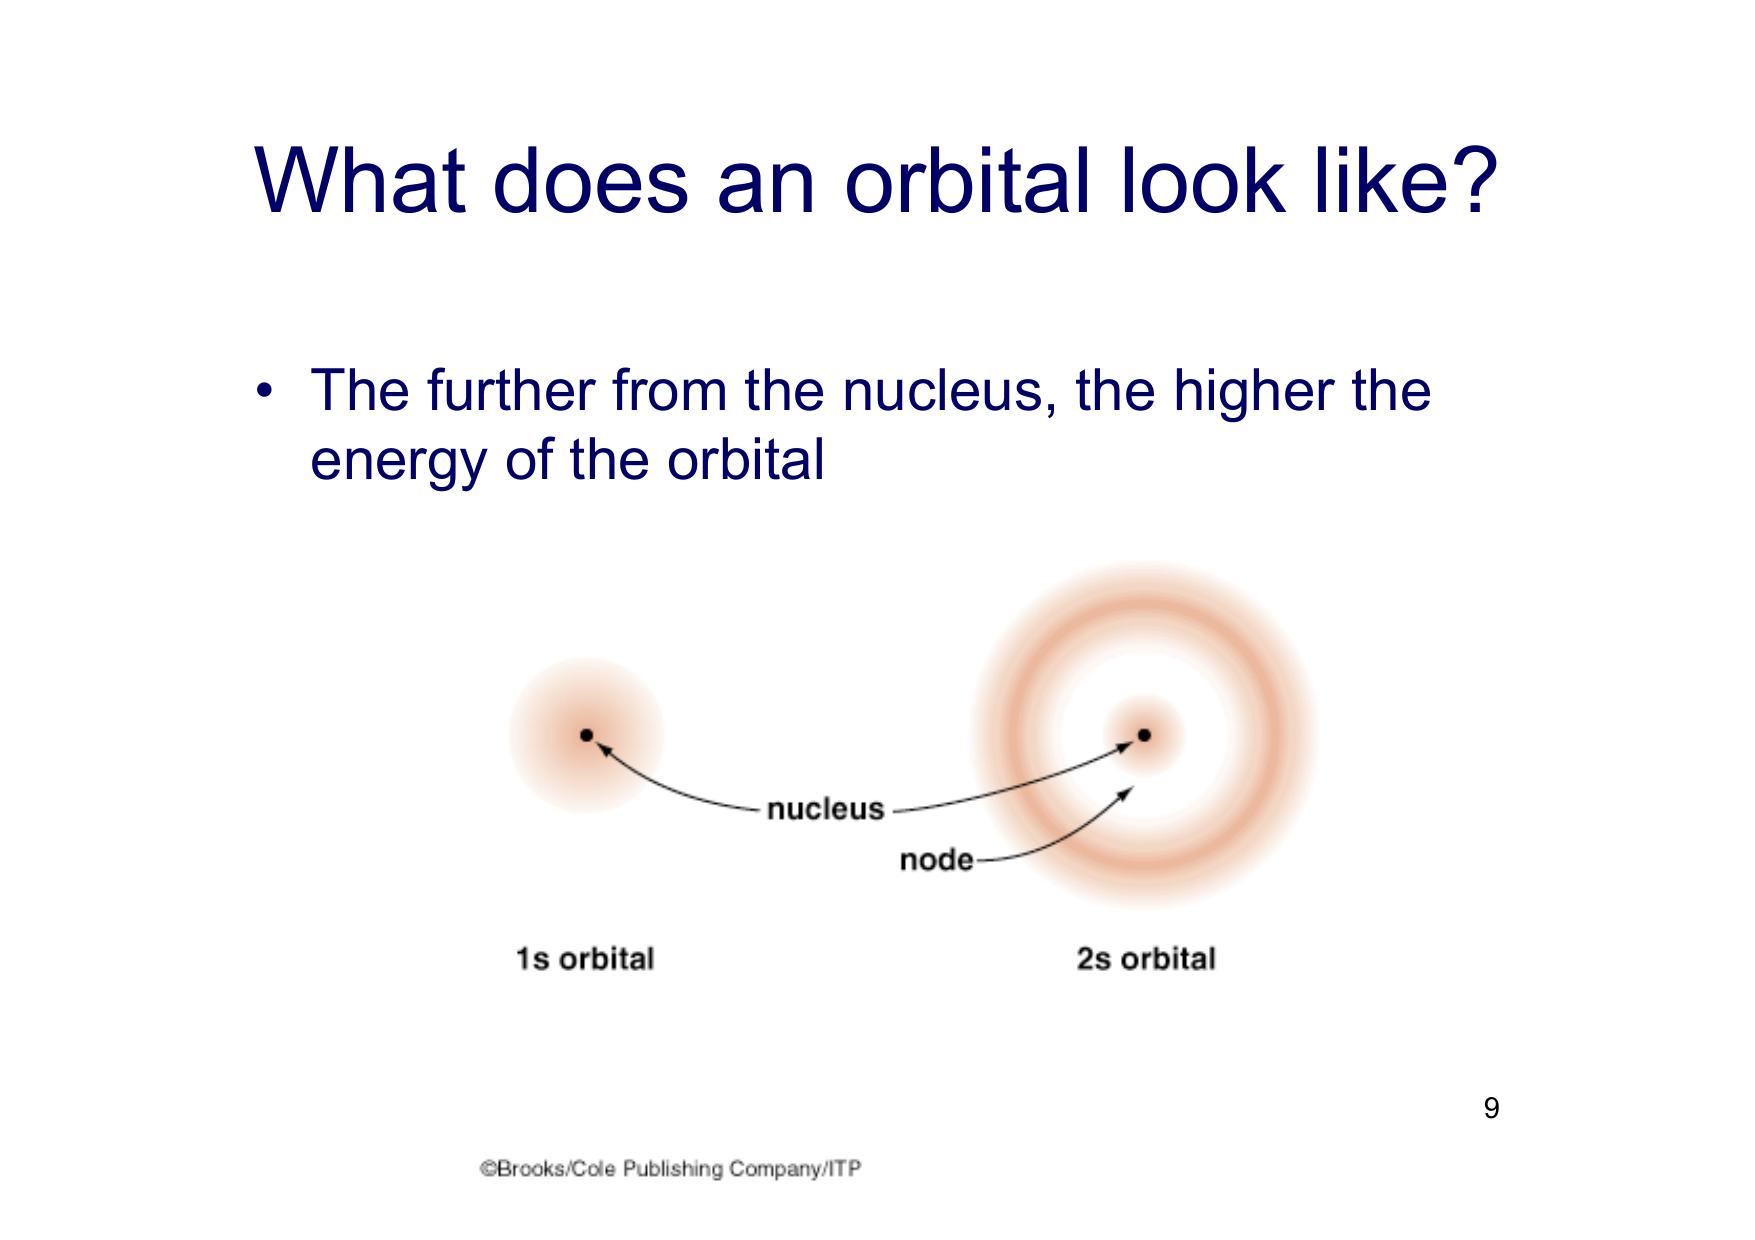 What does an orbital look like?
• The further from the nucleus, the higher the
energy of the orbital
nucleus
node
1s orbital
2s orbital
9
©Brooks/Cole Publishing Company/ITP